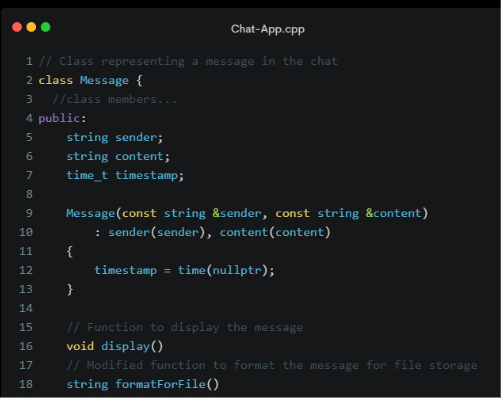 Chat-App.cpp
1 // Class representing a message in the chat
2 class Message {
3   //class members...
4 public:
5     string sender;
6     string content;
7     time_t timestamp;
8
9     Message(const string &sender, const string &content)
10         : sender(sender), content(content)
11     {
12         timestamp = time(nullptr);
13     }
14
15     // Function to display the message
16     void display()
17     // Modified function to format the message for file storage
18     string formatForFile()